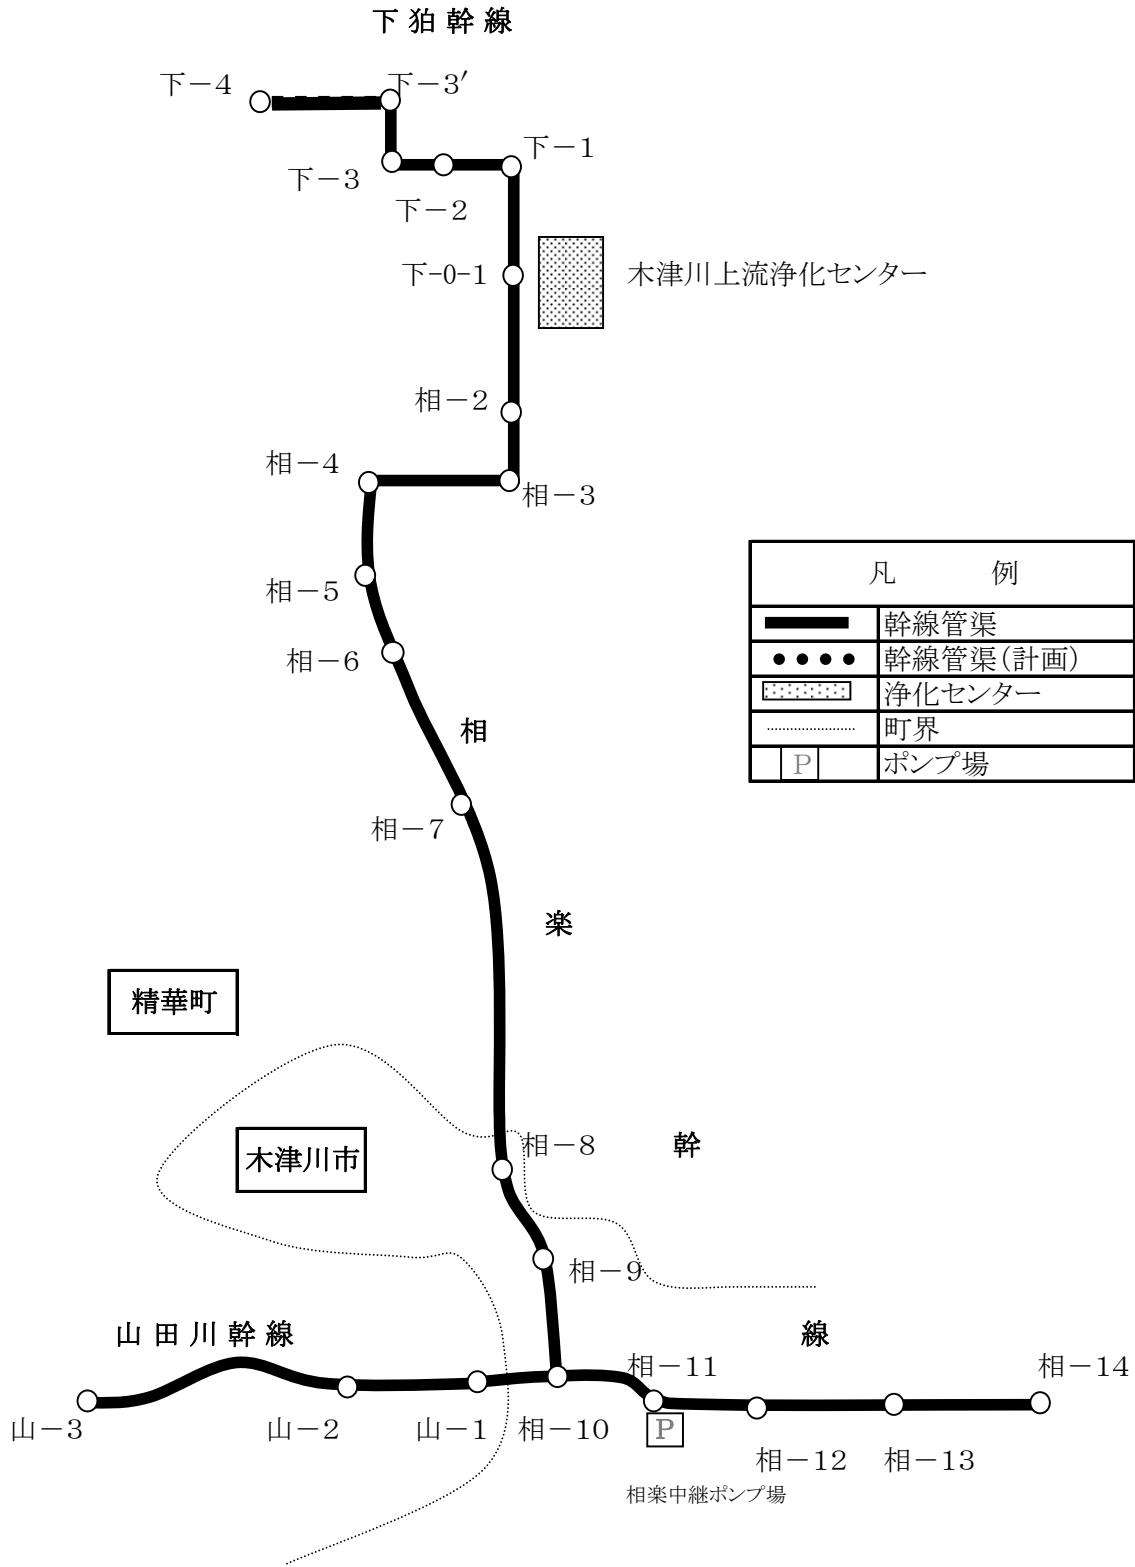 下狛幹線
下－4
下－3′
下－1
下－3
下－2
下-0-1
木津川上流浄化センター
相－2
相－4
相－3
凡　例
相－5
幹線管渠
幹線管渠（計画）
相－6
浄化センター
相
町界
P
ポンプ場
相－7
楽
精華町
相－8
幹
木津川市
相－9
山田川幹線
線
相－11
相－14
山－3
山－2
山－1
相－10
P
相－12
相－13
相楽中継ポンプ場